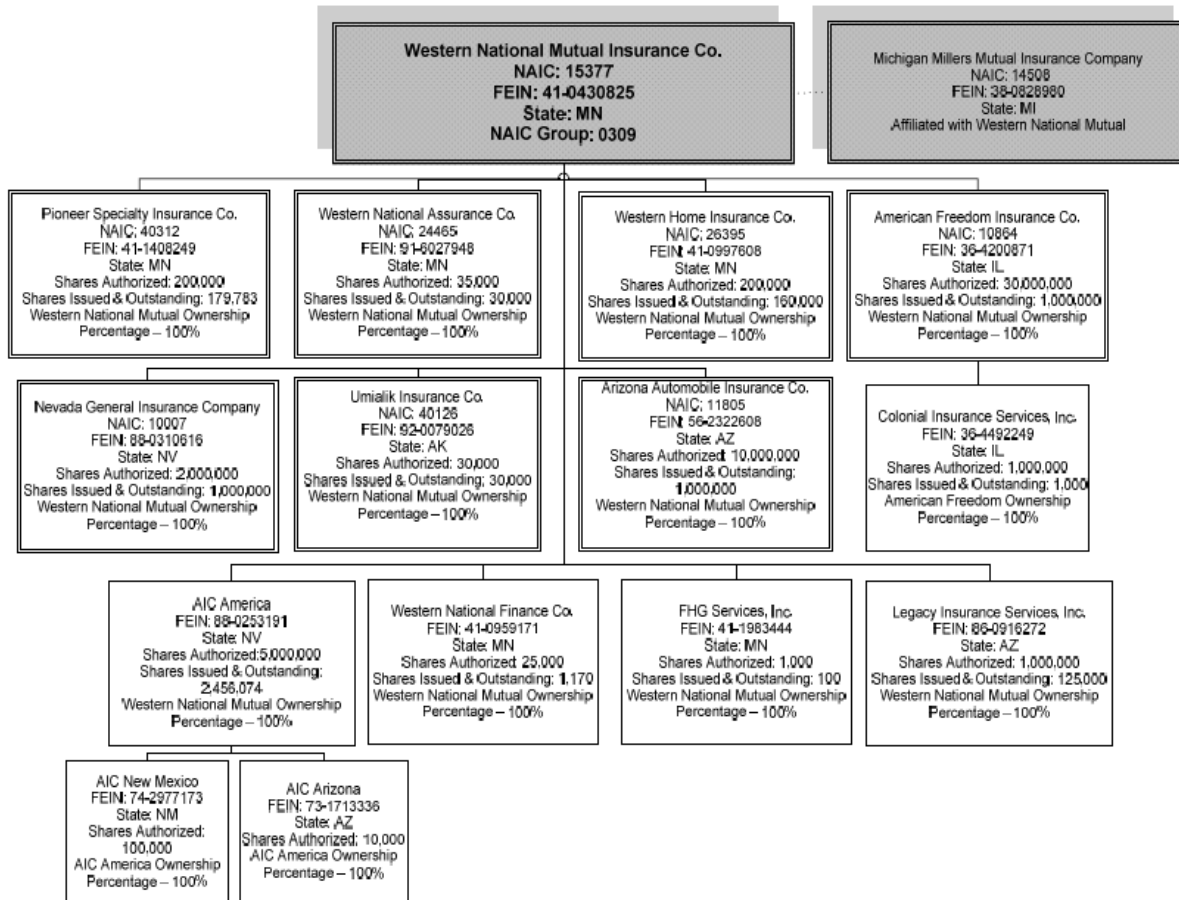 Western National Mutual Insurance Co.
NAIC: 15377
FEIN: 41-0430825
State: MN
NAIC Group: 0309
Michigan Millers Mutual Insurance Company
NAIC: 14508
FEIN: 38-0828980
State: MI
Affiliated with Western National Mutual
Pioneer Specialty Insurance Co.
NAIC: 40312
FEIN: 41-1408249
State: MN
Shares Authorized: 200,000
Shares Issued & Outstanding: 179,783
Western National Mutual Ownership
Percentage – 100%
Western National Assurance Co.
NAIC: 24465
FEIN: 91-6027948
State: MN
Shares Authorized: 35,000
Shares Issued & Outstanding: 30,000
Western National Mutual Ownership
Percentage – 100%
Western Home Insurance Co.
NAIC: 26395
FEIN: 41-0997608
State: MN
Shares Authorized: 200,000
Shares Issued & Outstanding: 160,000
Western National Mutual Ownership
Percentage – 100%
American Freedom Insurance Co.
NAIC: 10864
FEIN: 36-4200871
State: IL
Shares Authorized: 30,000,000
Shares Issued & Outstanding: 1,000,000
Western National Mutual Ownership
Percentage – 100%
Nevada General Insurance Company
NAIC: 10007
FEIN: 88-0310616
State: NV
Shares Authorized: 2,000,000
Shares Issued & Outstanding: 1,000,000
Western National Mutual Ownership
Percentage – 100%
Umialik Insurance Co.
NAIC: 40126
FEIN: 92-0079026
State: AK
Shares Authorized: 30,000
Shares Issued & Outstanding: 30,000
Western National Mutual Ownership
Percentage – 100%
Arizona Automobile Insurance Co.
NAIC: 11805
FEIN: 56-2322608
State: AZ
Shares Authorized: 10,000,000
Shares Issued & Outstanding:
1,000,000
Western National Mutual Ownership
Percentage – 100%
Colonial Insurance Services, Inc.
FEIN: 36-4492249
State: IL
Shares Authorized: 1,000,000
Shares Issued & Outstanding: 1,000
American Freedom Ownership
Percentage – 100%
AIC America
FEIN: 88-0253191
State: NV
Shares Authorized:5,000,000
Shares Issued & Outstanding:
2,456,074
Western National Mutual Ownership
Percentage – 100%
Western National Finance Co.
FEIN: 41-0959171
State: MN
Shares Authorized: 25,000
Shares Issued & Outstanding: 1,170
Western National Mutual Ownership
Percentage – 100%
FHG Services, Inc.
FEIN: 41-1983444
State: MN
Shares Authorized: 1,000
Shares Issued & Outstanding: 100
Western National Mutual Ownership
Percentage – 100%
Legacy Insurance Services, Inc.
FEIN: 86-0916272
State: AZ
Shares Authorized: 1,000,000
Shares Issued & Outstanding: 125,000
Western National Mutual Ownership
Percentage – 100%
AIC New Mexico
FEIN: 74-2977173
State: NM
Shares Authorized:
100,000
AIC America Ownership
Percentage – 100%
AIC Arizona
FEIN: 73-1713336
State: AZ
Shares Authorized: 10,000
AIC America Ownership
Percentage – 100%